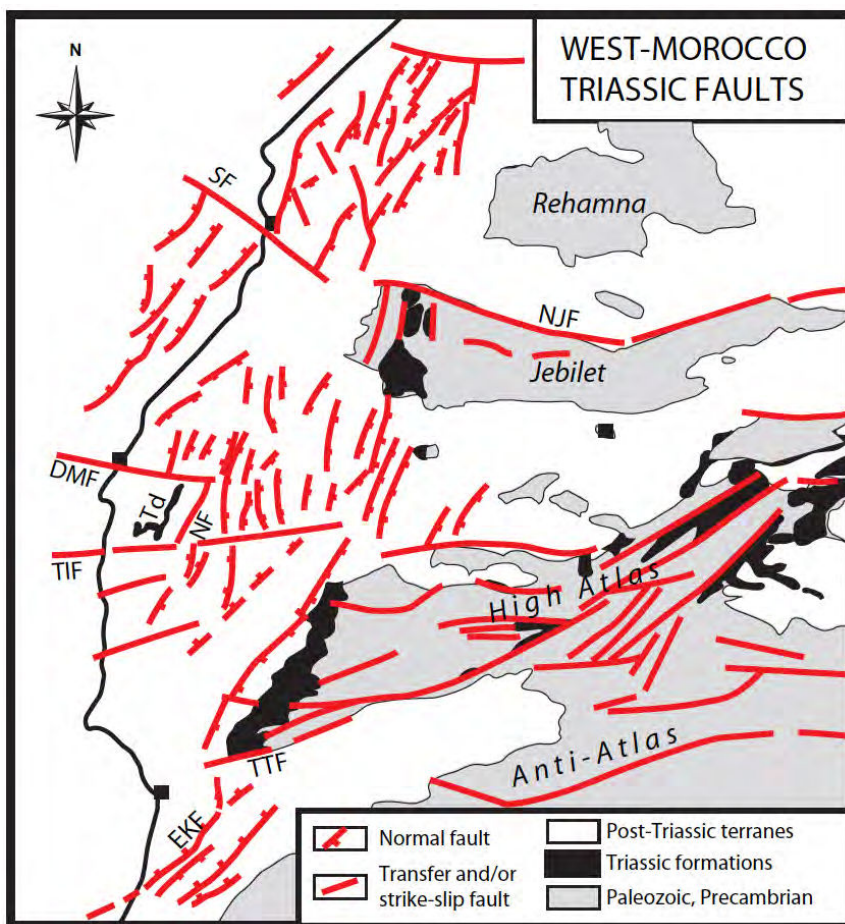 WEST-MOROCCO
TRIASSIC FAULTS
N
SF
Rehamna
NJF
Jebilet
DMF
Td
NF
TIF
High Atlas
Anti-Atlas
TTF
EKF
Normal fault
Transfer and/or
strike-slip fault
Post-Triassic terranes
Triassic formations
Paleozoic, Precambrian